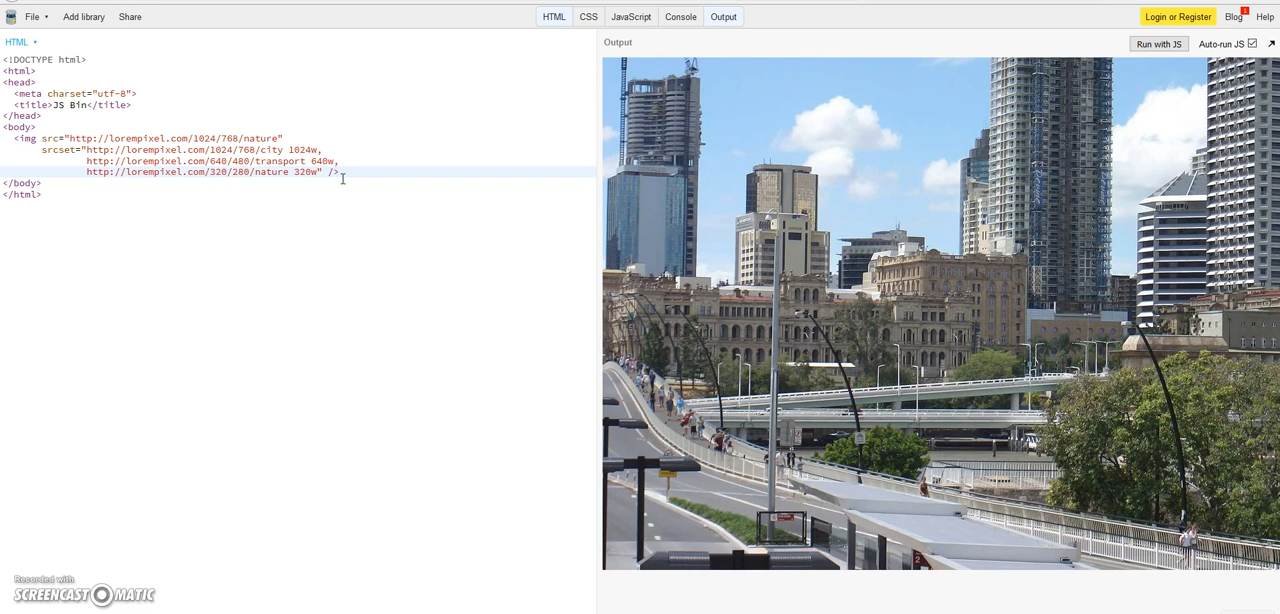 File ▾ Add library Share HTML CSS JavaScript Console Output Login or Register Blog 1 Help
HTML ▾
Output Run with JS Auto-run JS
<!DOCTYPE html>
<html>
<head>
<meta charset="utf-8">
<title>JS Bin</title>
</head>
<body>
<img src="http://lorempixel.com/1024/768/nature"
srcset="http://lorempixel.com/1024/768/city 1024w,
http://lorempixel.com/640/480/transport 640w,
http://lorempixel.com/320/280/nature 320w" />
</body>
</html>
2
Recorded with
SCREENCAST MATIC